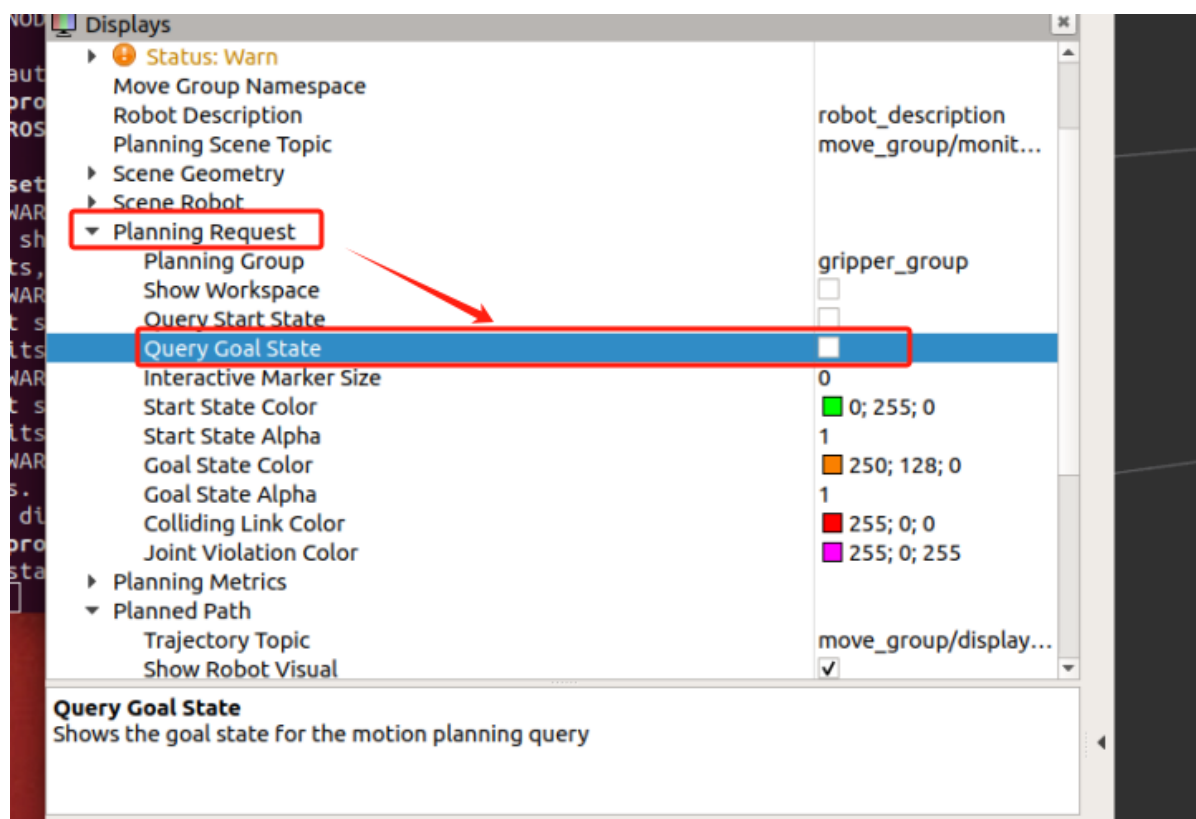 Displays
Status: Warn
Move Group Namespace
Robot Description robot_description
Planning Scene Topic move_group/monit...
Scene Geometry
Scene Robot
Planning Request
Planning Group gripper_group
Show Workspace
Query Start State
Query Goal State
Interactive Marker Size 0
Start State Color 0; 255; 0
Start State Alpha 1
Goal State Color 250; 128; 0
Goal State Alpha 1
Colliding Link Color 255; 0; 0
Joint Violation Color 255; 0; 255
Planning Metrics
Planned Path
Trajectory Topic move_group/display...
Show Robot Visual
Query Goal State
Shows the goal state for the motion planning query